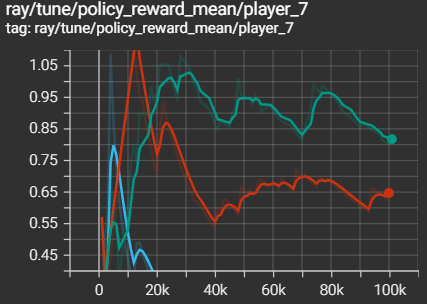 ray/tune/policy_reward_mean/player_7
tag: ray/tune/policy_reward_mean/player_7
1.05
0.95
0.85
0.75
0.65
0.55
0.45
0 20k 40k 60k 80k 100k